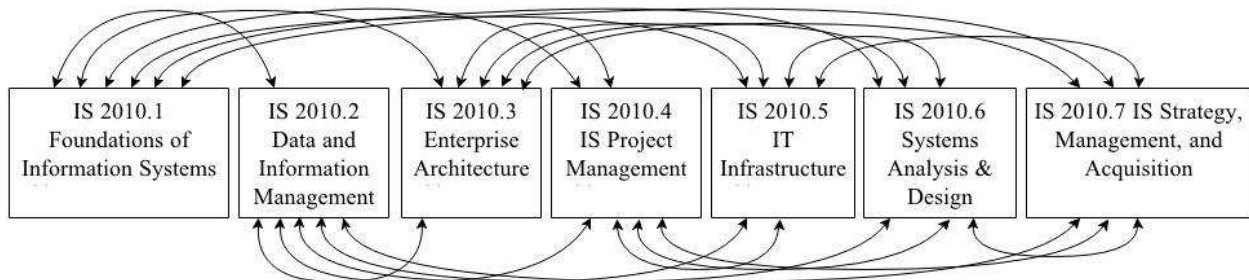 IS 2010.1
Foundations of
Information Systems
IS 2010.2
Data and
Information
Management
IS 2010.3
Enterprise
Architecture
IS 2010.4
IS Project
Management
IS 2010.5
IT
Infrastructure
IS 2010.6
Systems
Analysis &
Design
IS 2010.7 IS Strategy,
Management, and
Acquisition